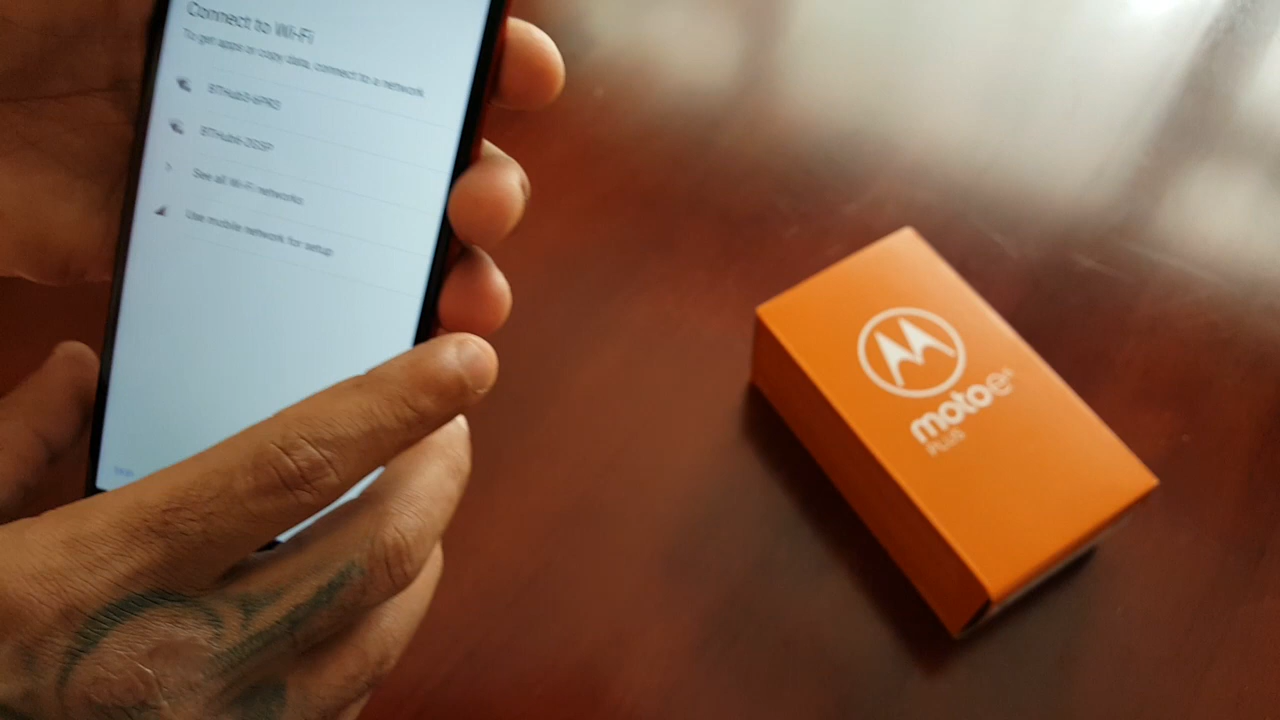 Connect to Wi-Fi
To get apps or copy data, connect to a network
See all Wi-Fi networks
Use mobile network for setup
moto e
PLUS